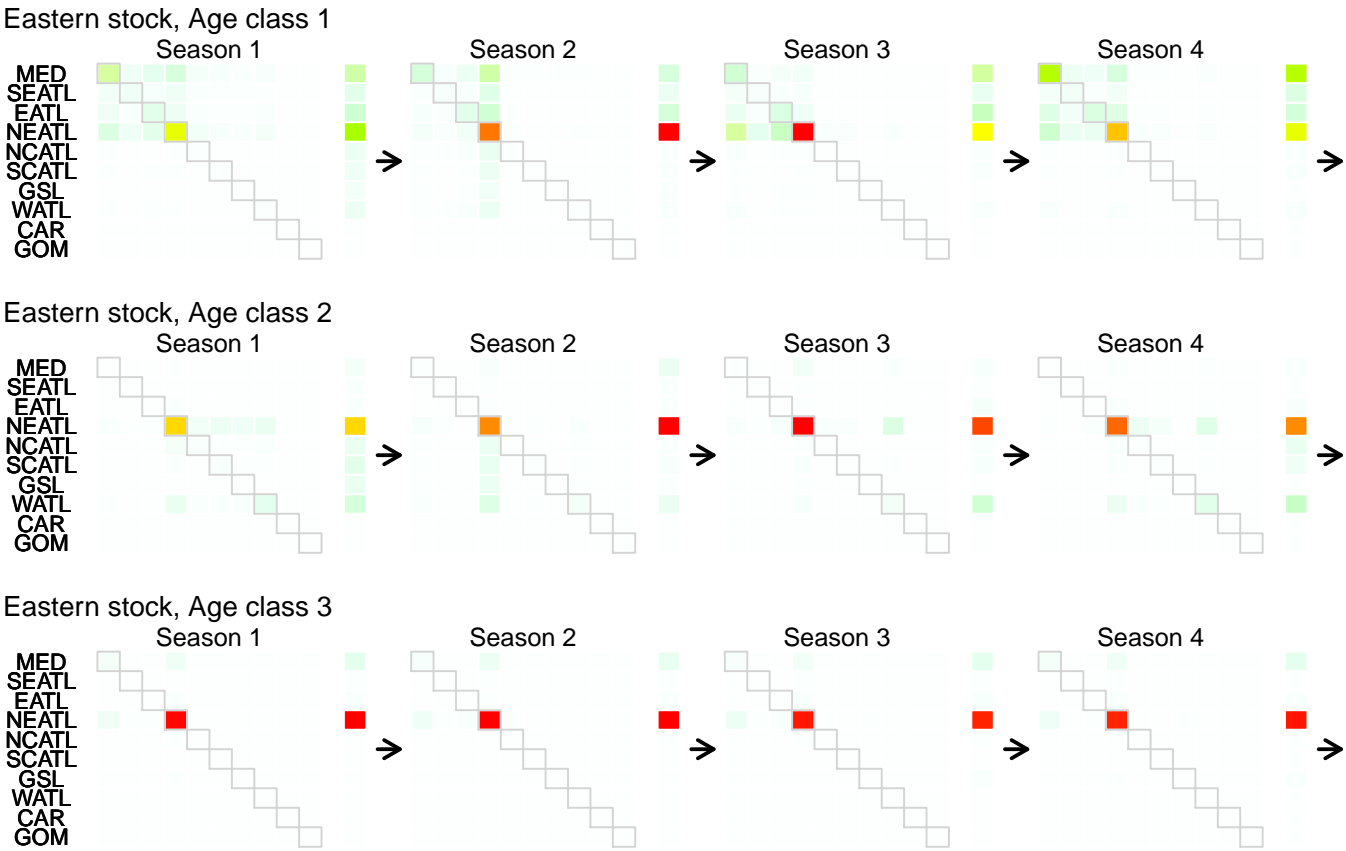 Eastern stock, Age class 1
Season 1 Season 2 Season 3 Season 4
MED
SEATL
EATL
NEATL
NCATL
SCATL
GSL
WATL
CAR
GOM
Eastern stock, Age class 2
Season 1 Season 2 Season 3 Season 4
MED
SEATL
EATL
NEATL
NCATL
SCATL
GSL
WATL
CAR
GOM
Eastern stock, Age class 3
Season 1 Season 2 Season 3 Season 4
MED
SEATL
EATL
NEATL
NCATL
SCATL
GSL
WATL
CAR
GOM